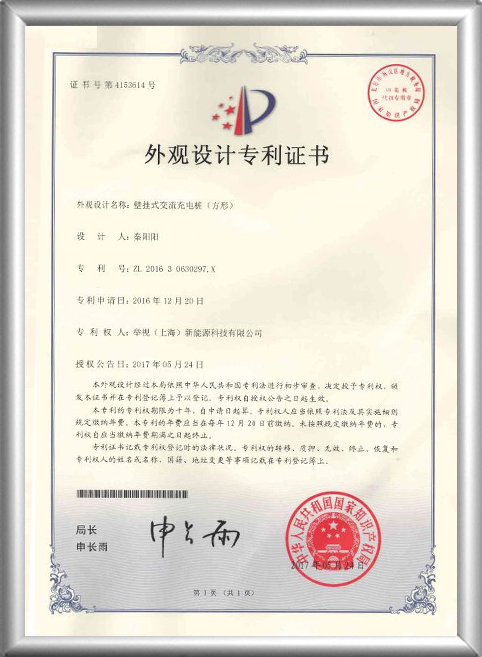 证书号第4153614号
外观设计专利证书
外观设计名称：壁挂式交流充电桩（方形）
设 计 人：秦阳阳
专 利 号：ZL 2016 3 0630297.X
专利申请日：2016年12月20日
专 利 权 人：举视（上海）新能源科技有限公司
授权公告日：2017年05月24日
本外观设计经过本局依照中华人民共和国专利法进行初步审查，决定授予专利权，颁
发本证书并在专利登记簿上予以登记。专利权自授权公告之日起生效。
本专利的专利权期限为十年，自申请日起算。专利权人应当依照专利法及其实施细则
规定缴纳年费。本专利的年费应当在每年12月20日前缴纳。未按照规定缴纳年费的，专利
权自应当缴纳年费期满之日起终止。
专利证书记载专利权登记时的法律状况。专利权的转移、质押、无效、终止、恢复和
专利权人的姓名或名称、国籍、地址变更等事项记载在专利登记簿上。
局长
申长雨
申长雨
中华人民共和国国家知识产权局
2017年05月24日
第1页（共1页）